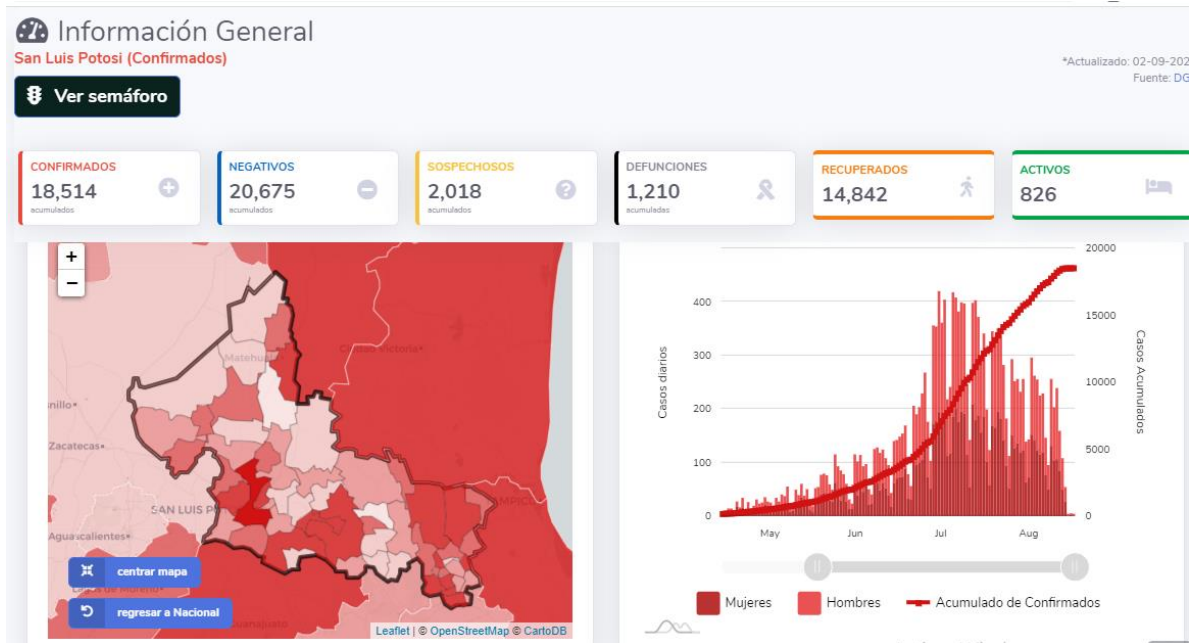 Información General
San Luis Potosi (Confirmados)
*Actualizado: 02-09-202
Fuente: DG
Ver semáforo
CONFIRMADOS
18,514
acumulados
NEGATIVOS
20,675
acumulados
SOSPECHOSOS
2,018
acumulados
DEFUNCIONES
1,210
acumuladas
RECUPERADOS
14,842
ACTIVOS
826
+
−
Matehuala
Ciudad Victoria
Zacatecas
SAN LUIS P
Aguascalientes
TAMPICO
Guanajuato
centrar mapa
regresar a Nacional
Leaflet | © OpenStreetMap © CartoDB
Casos diarios
400
300
200
100
0
20000
15000
10000
5000
0
Casos Acumulados
May
Jun
Jul
Aug
Mujeres
Hombres
Acumulado de Confirmados